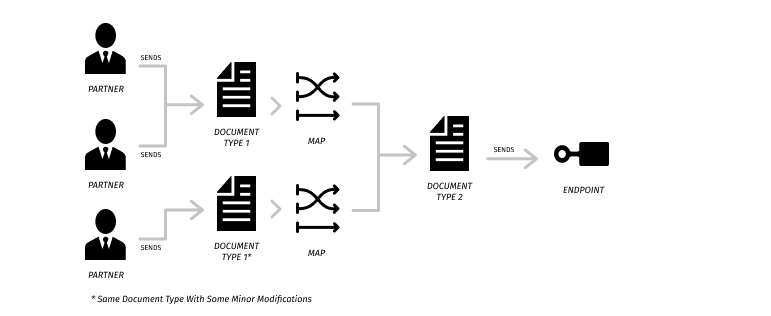 SENDS
PARTNER
SENDS
PARTNER
DOCUMENT
TYPE 1
MAP
SENDS
PARTNER
DOCUMENT
TYPE 1*
MAP
DOCUMENT
TYPE 2
SENDS
ENDPOINT
* Same Document Type With Some Minor Modifications